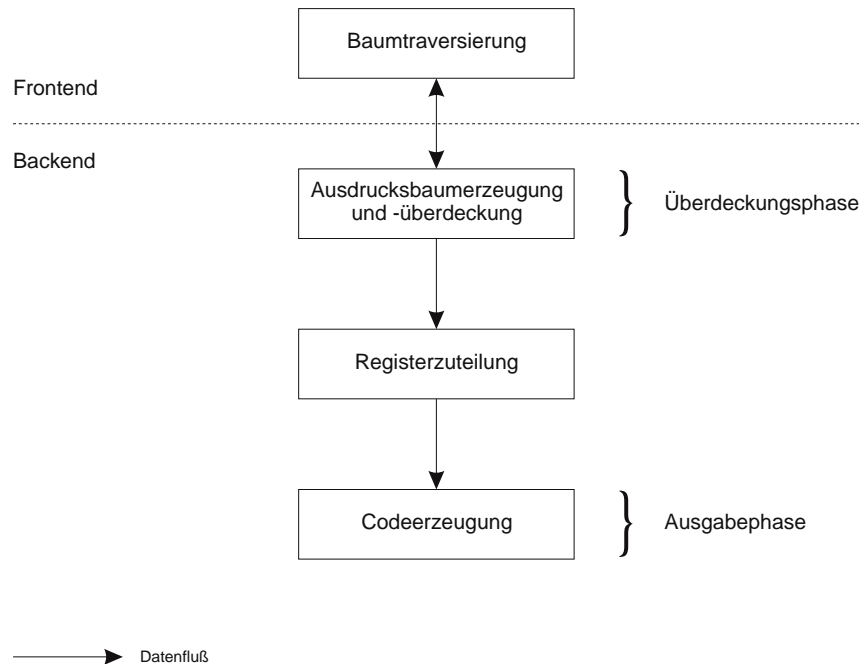 Baumtraversierung
Frontend
Backend
Ausdrucksbaumerzeugung
und -überdeckung
Überdeckungsphase
Registerzuteilung
Codeerzeugung
Ausgabephase
Datenfluß